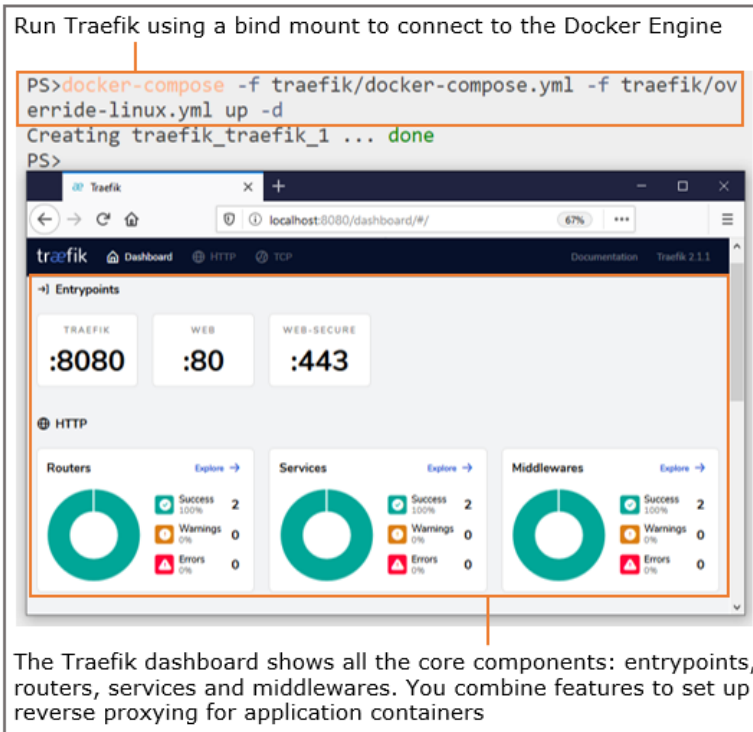 Run Traefik using a bind mount to connect to the Docker Engine
PS>docker-compose -f traefik/docker-compose.yml -f traefik/ov
erride-linux.yml up -d
Creating traefik_traefik_1 ... done
PS>
æ Traefik × +
localhost:8080/dashboard/#/ 67%
træfik Dashboard HTTP TCP Documentation Traefik 2.1.1
Entrypoints
TRAEFIK WEB WEB-SECURE
:8080 :80 :443
HTTP
Routers Explore → Services Explore → Middlewares Explore →
Success 2 Success 2 Success 2
100% 100% 100%
Warnings 0 Warnings 0 Warnings 0
0% 0% 0%
Errors 0 Errors 0 Errors 0
0% 0% 0%
The Traefik dashboard shows all the core components: entrypoints,
routers, services and middlewares. You combine features to set up
reverse proxying for application containers